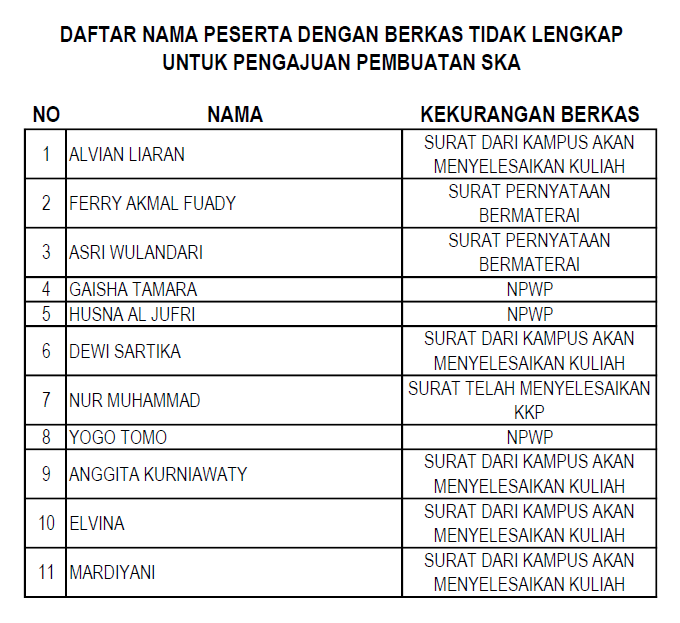 DAFTAR NAMA PESERTA DENGAN BERKAS TIDAK LENGKAP
UNTUK PENGAJUAN PEMBUATAN SKA
NO NAMA KEKURANGAN BERKAS
1 ALVIAN LIARAN SURAT DARI KAMPUS AKAN
MENYELESAIKAN KULIAH
2 FERRY AKMAL FUADY SURAT PERNYATAAN
BERMATERAI
3 ASRI WULANDARI SURAT PERNYATAAN
BERMATERAI
4 GAISHA TAMARA NPWP
5 HUSNA AL JUFRI NPWP
6 DEWI SARTIKA SURAT DARI KAMPUS AKAN
MENYELESAIKAN KULIAH
7 NUR MUHAMMAD SURAT TELAH MENYELESAIKAN
KKP
8 YOGO TOMO NPWP
9 ANGGITA KURNIAWATY SURAT DARI KAMPUS AKAN
MENYELESAIKAN KULIAH
10 ELVINA SURAT DARI KAMPUS AKAN
MENYELESAIKAN KULIAH
11 MARDIYANI SURAT DARI KAMPUS AKAN
MENYELESAIKAN KULIAH